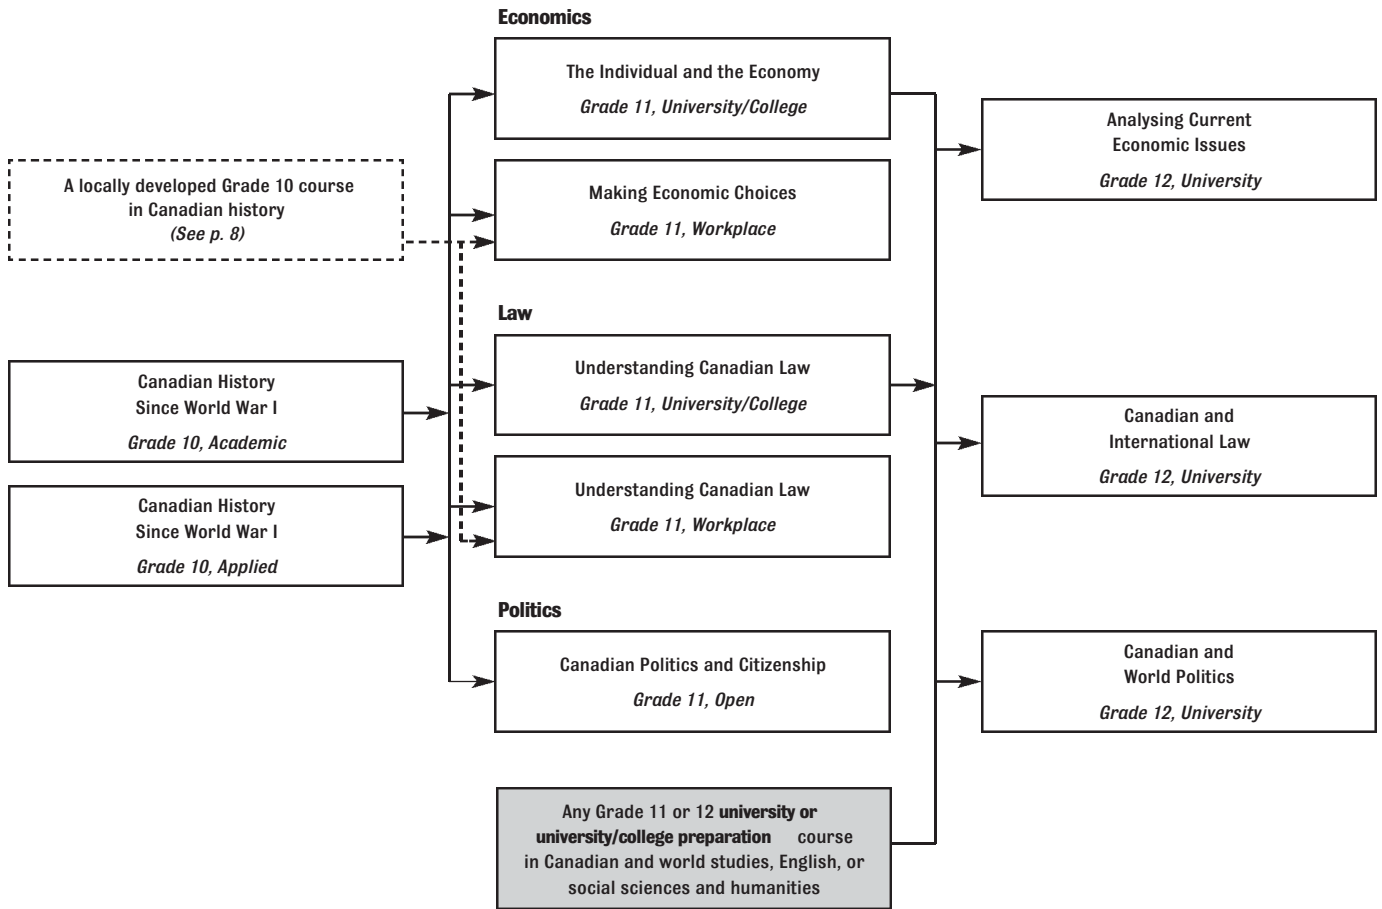 Economics
The Individual and the Economy
Grade 11, University/College
Making Economic Choices
Grade 11, Workplace
A locally developed Grade 10 course
in Canadian history
(See p. 8)
Canadian History
Since World War I
Grade 10, Academic
Canadian History
Since World War I
Grade 10, Applied
Law
Understanding Canadian Law
Grade 11, University/College
Understanding Canadian Law
Grade 11, Workplace
Politics
Canadian Politics and Citizenship
Grade 11, Open
Any Grade 11 or 12 university or
university/college preparation course
in Canadian and world studies, English, or
social sciences and humanities
Analysing Current
Economic Issues
Grade 12, University
Canadian and
International Law
Grade 12, University
Canadian and
World Politics
Grade 12, University